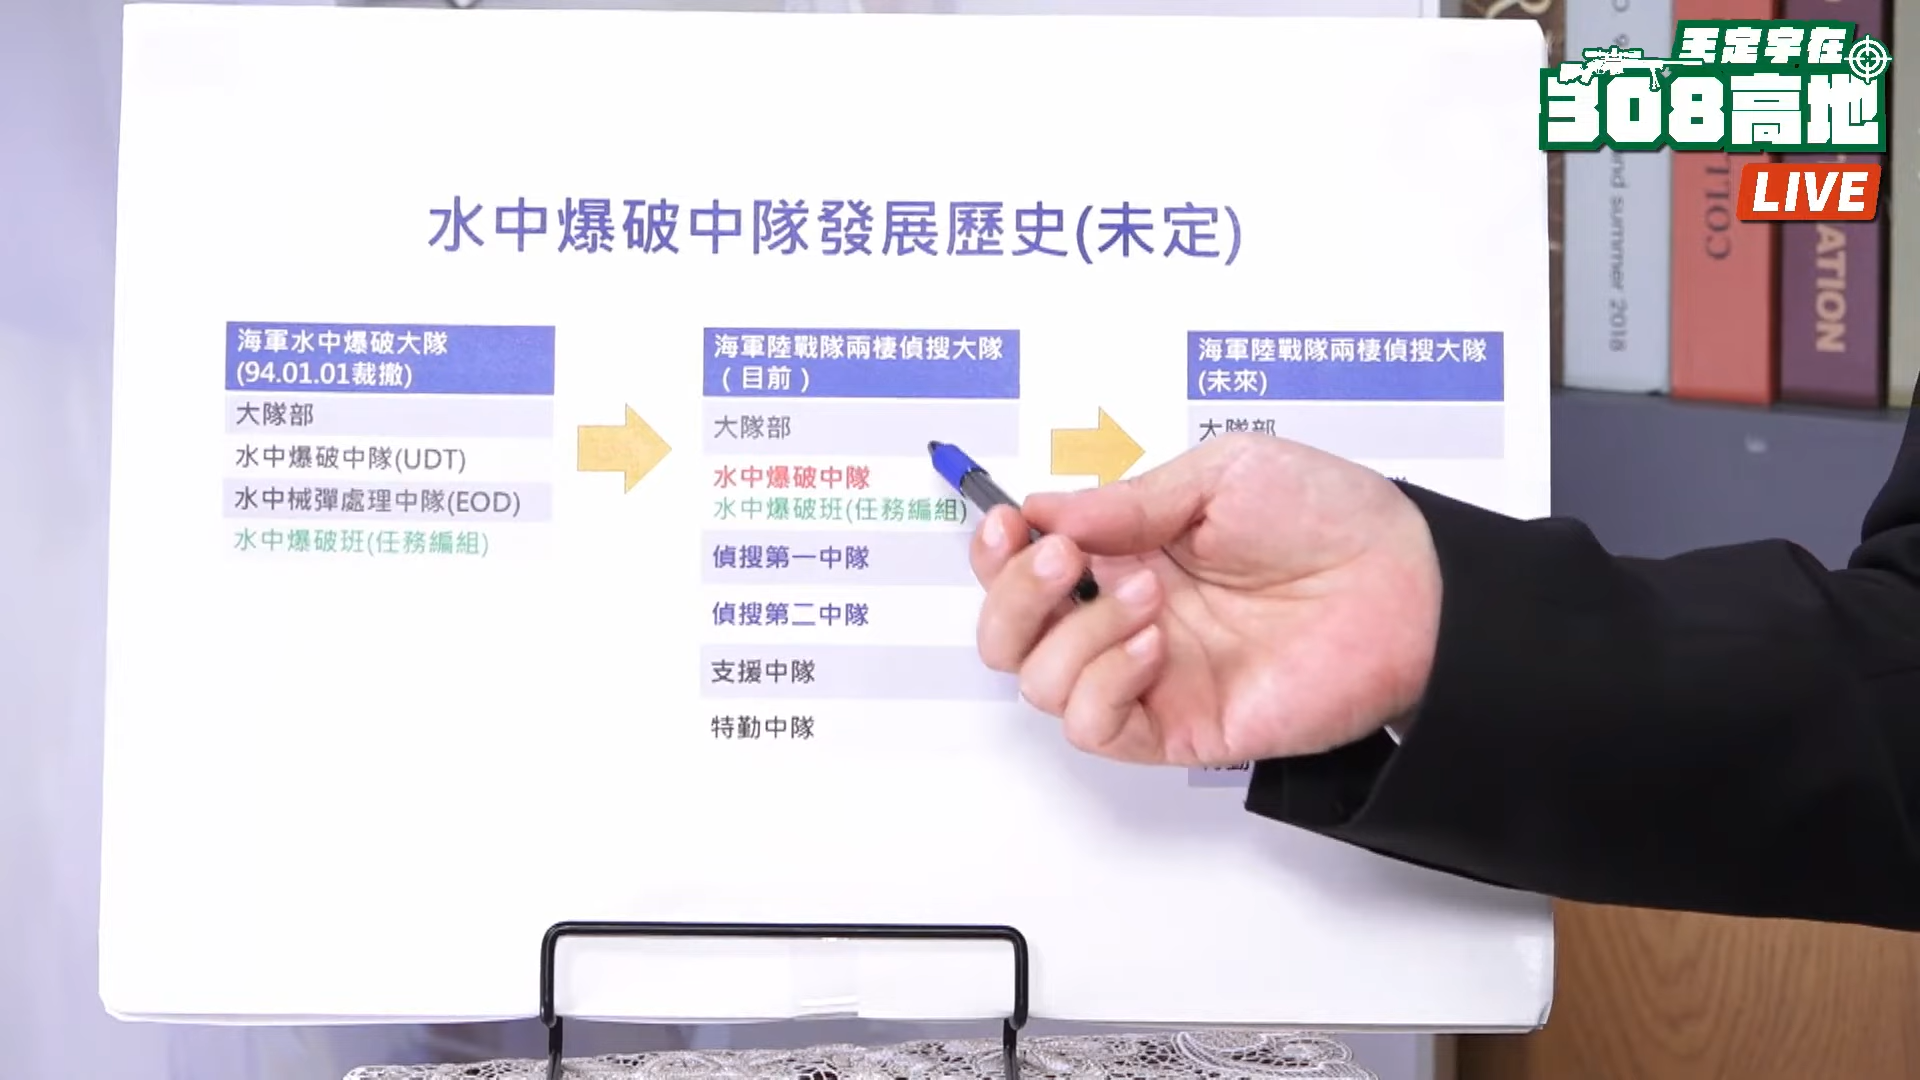 王定宇在
308高地
LIVE
水中爆破中隊發展歷史(未定)
海軍水中爆破大隊
(94.01.01裁撤)
大隊部
水中爆破中隊(UDT)
水中械彈處理中隊(EOD)
水中爆破班(任務編組)
海軍陸戰隊兩棲偵搜大隊
(目前)
大隊部
水中爆破中隊
水中爆破班(任務編組)
偵搜第一中隊
偵搜第二中隊
支援中隊
特勤中隊
海軍陸戰隊兩棲偵搜大隊
(未來)
大隊部
summer 2018
COLL
ATION